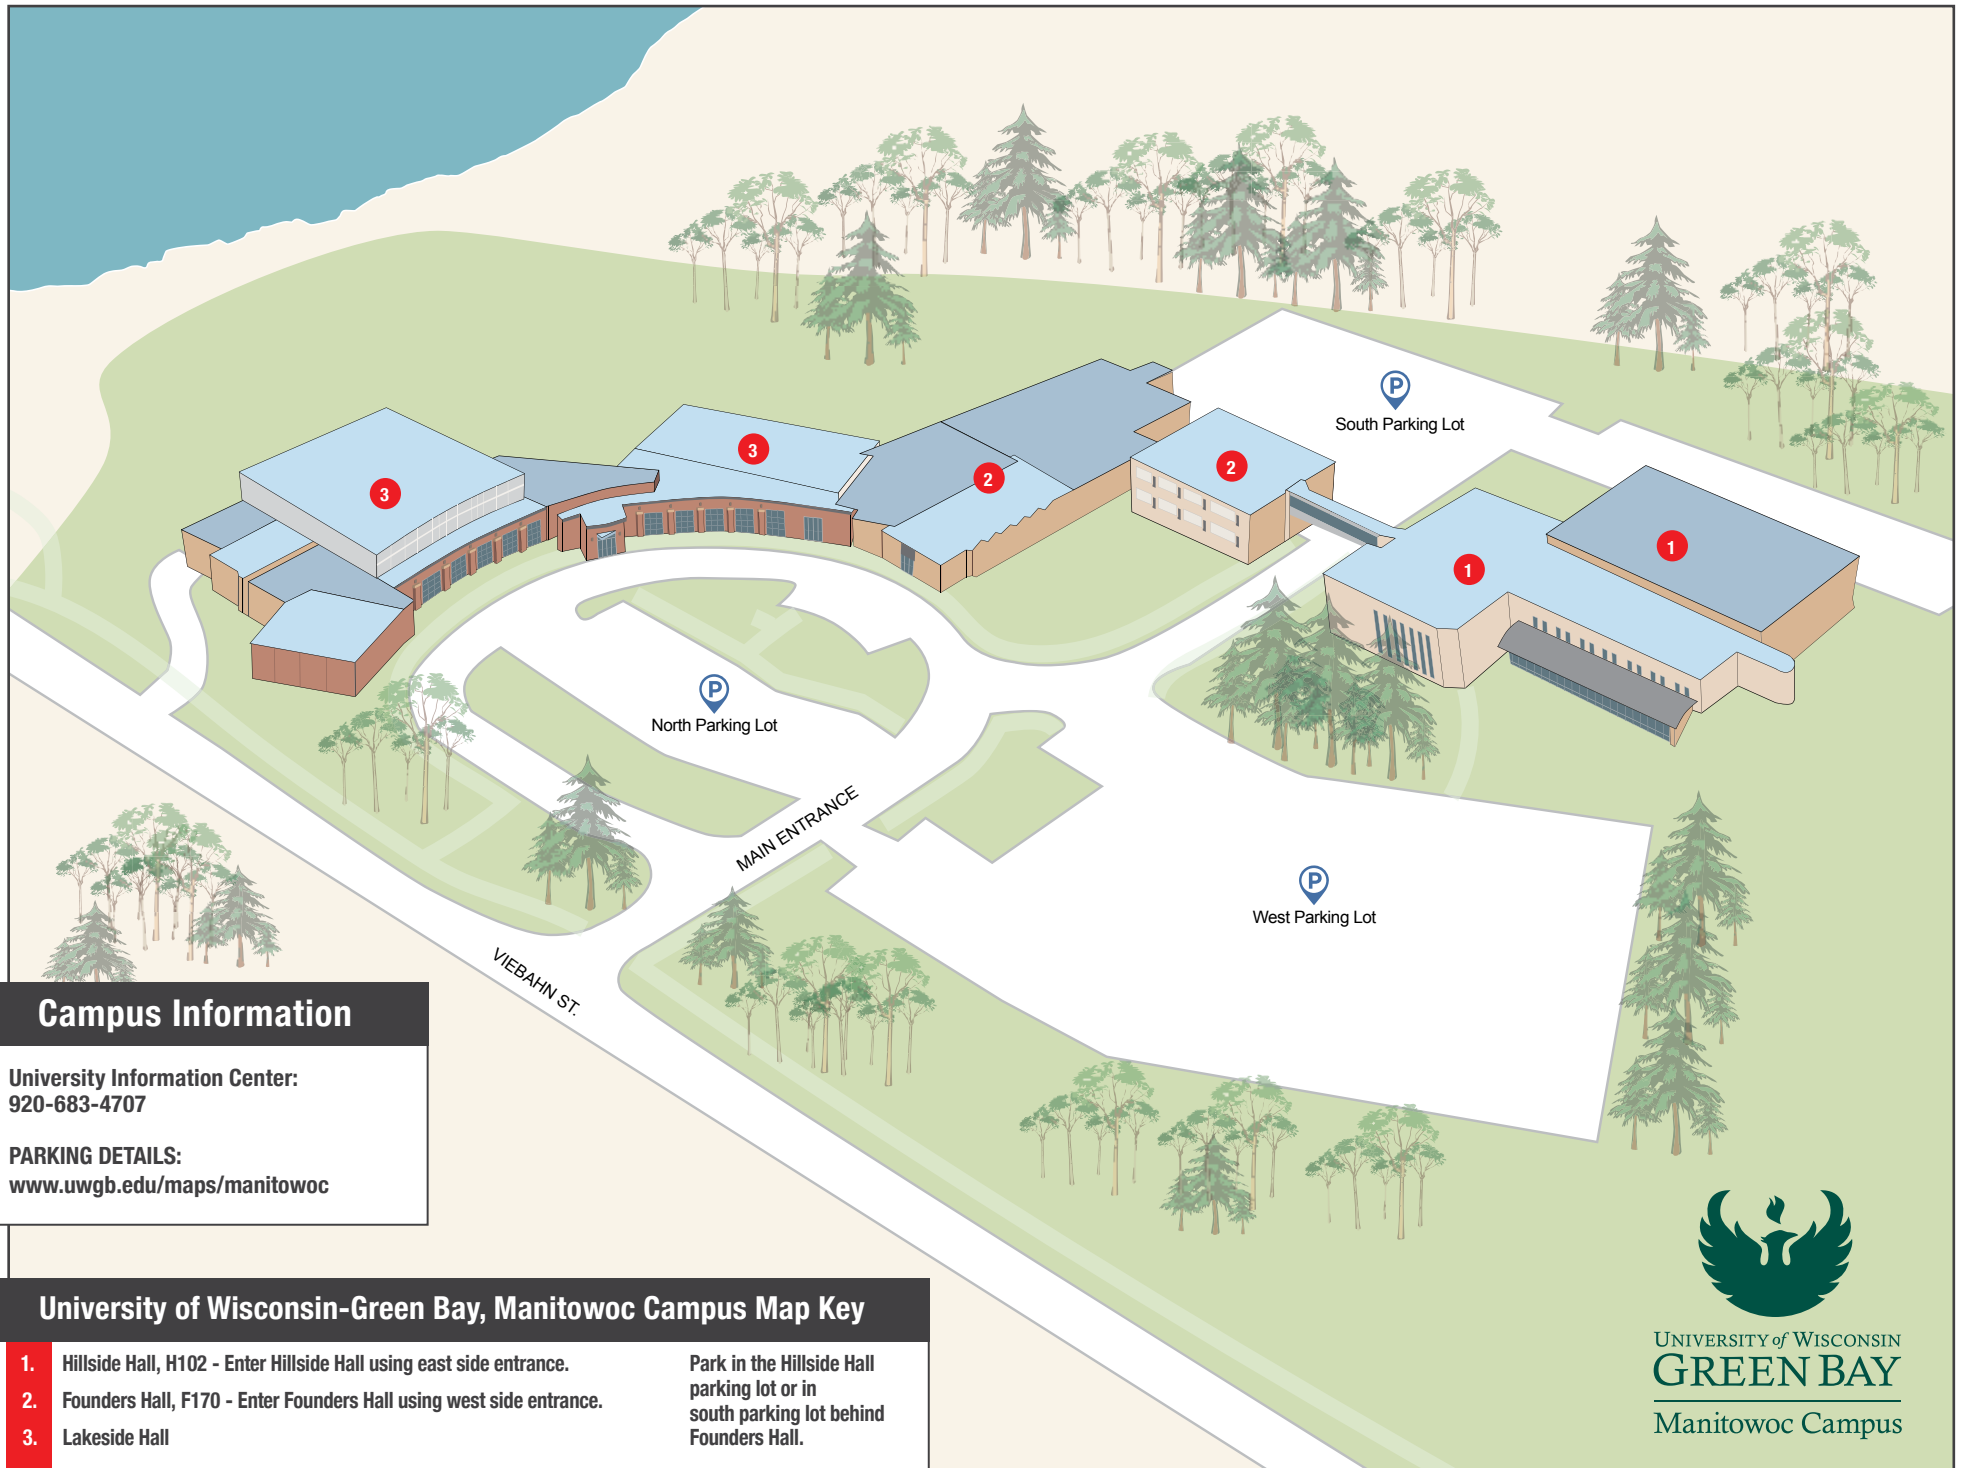 3
3
2
2
1
1
P
South Parking Lot
P
North Parking Lot
MAIN ENTRANCE
P
West Parking Lot
VIEBAHN ST.
Campus Information
University Information Center:
920-683-4707
PARKING DETAILS:
www.uwgb.edu/maps/manitowoc
University of Wisconsin-Green Bay, Manitowoc Campus Map Key
1. Hillside Hall, H102 - Enter Hillside Hall using east side entrance.
2. Founders Hall, F170 - Enter Founders Hall using west side entrance.
3. Lakeside Hall
Park in the Hillside Hall
parking lot or in
south parking lot behind
Founders Hall.
UNIVERSITY of WISCONSIN
GREEN BAY
Manitowoc Campus